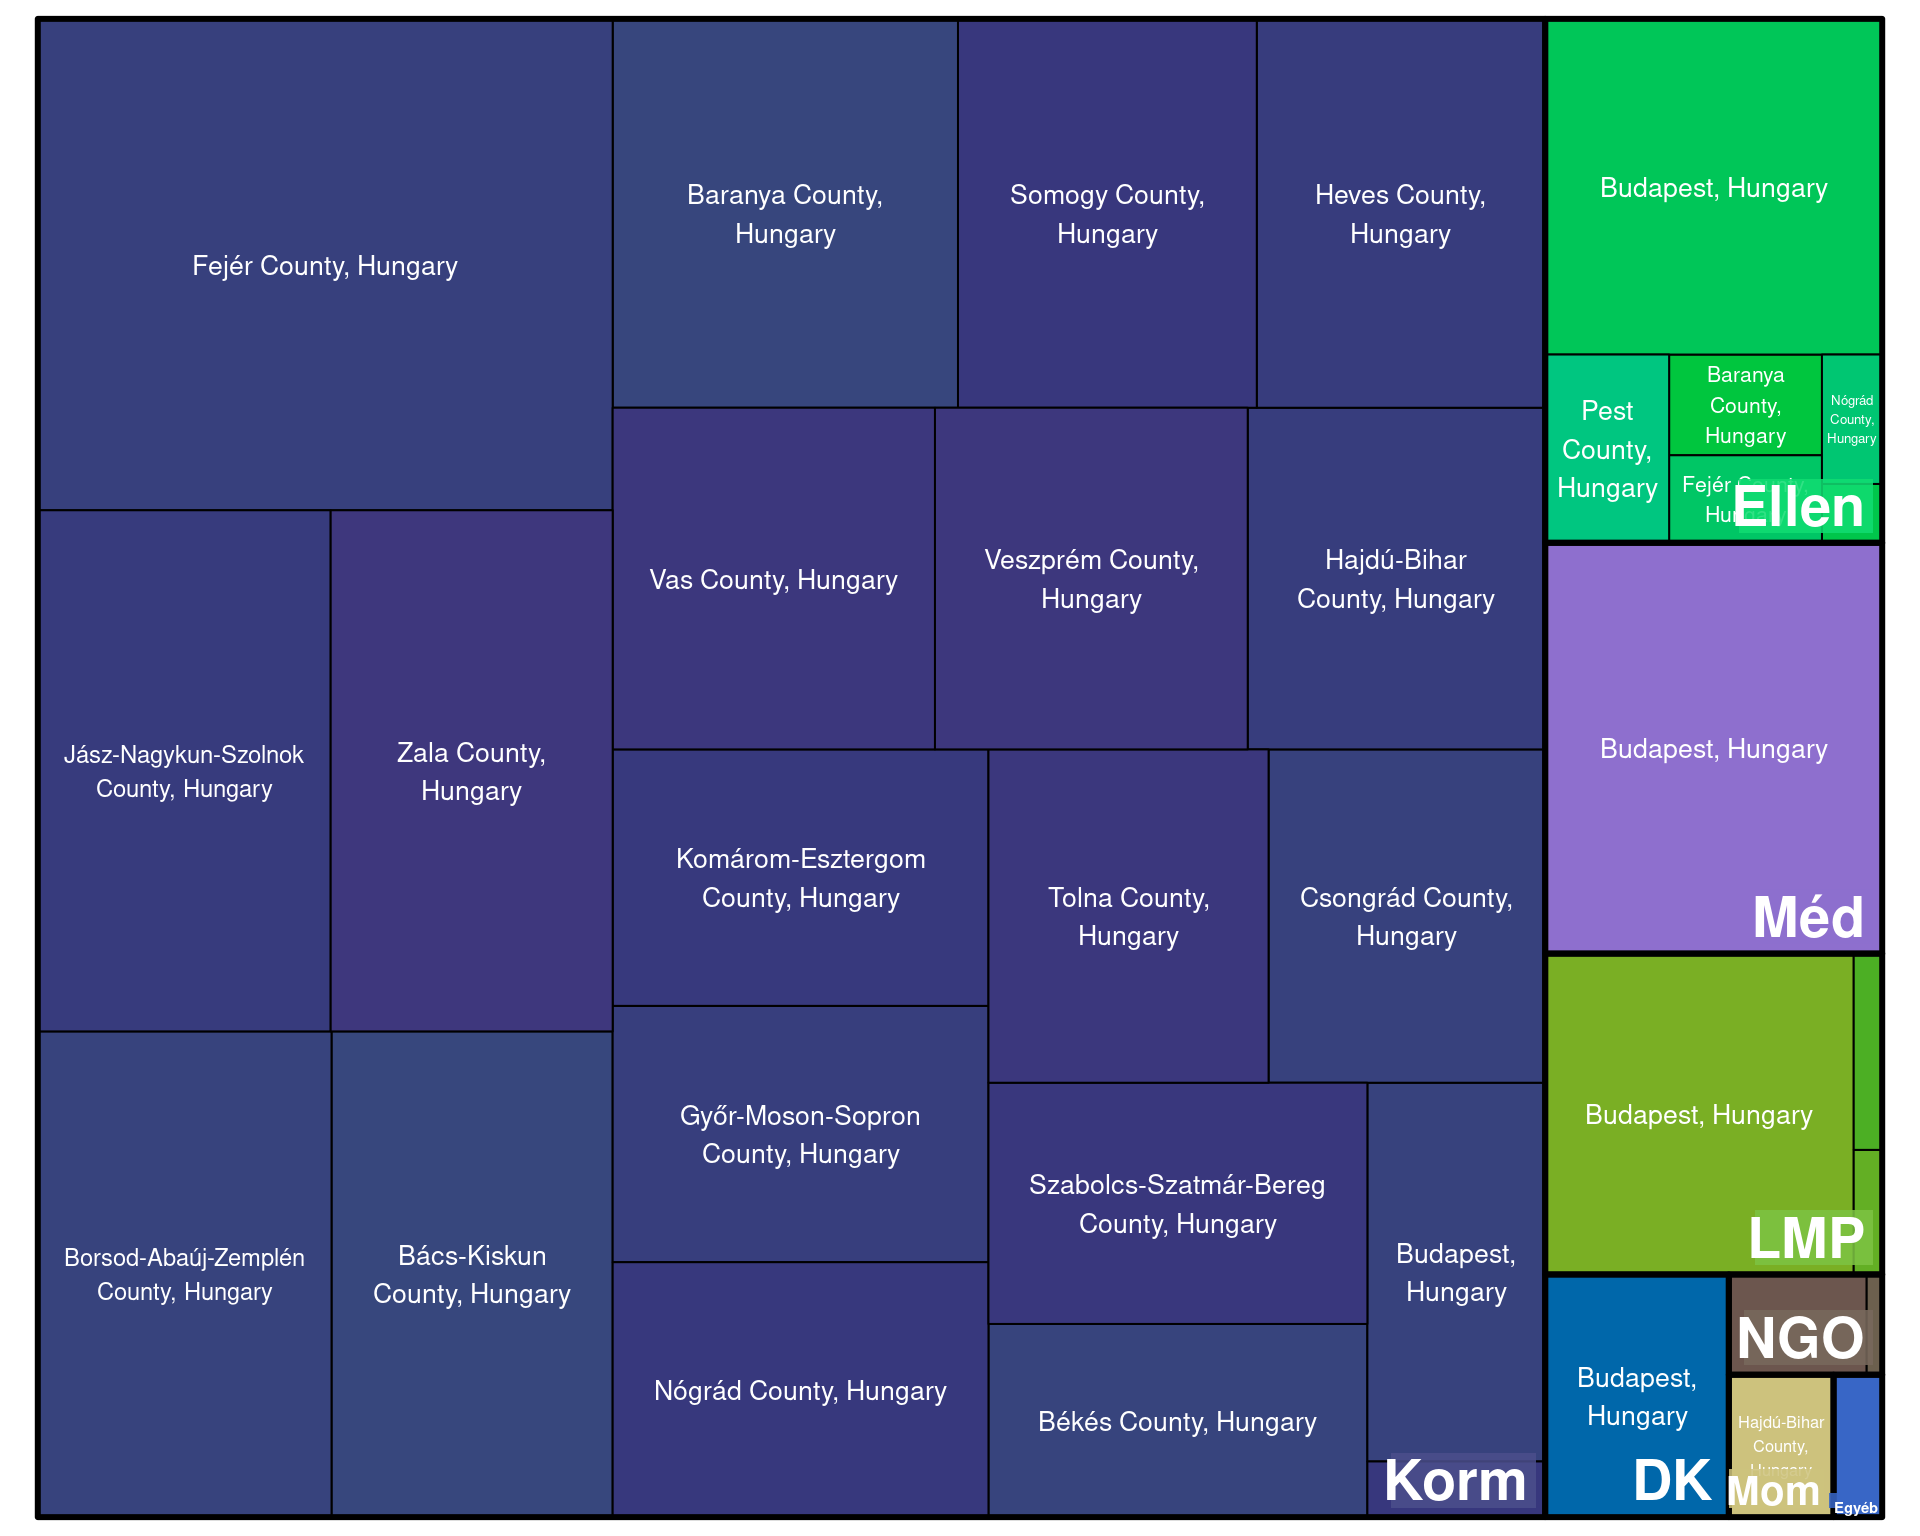 Fejér County, Hungary
Baranya County,
Hungary
Somogy County,
Hungary
Heves County,
Hungary
Vas County, Hungary
Veszprém County,
Hungary
Hajdú-Bihar
County, Hungary
Jász-Nagykun-Szolnok
County, Hungary
Zala County,
Hungary
Komárom-Esztergom
County, Hungary
Tolna County,
Hungary
Csongrád County,
Hungary
Borsod-Abaúj-Zemplén
County, Hungary
Bács-Kiskun
County, Hungary
Győr-Moson-Sopron
County, Hungary
Szabolcs-Szatmár-Bereg
County, Hungary
Budapest,
Hungary
Nógrád County, Hungary
Békés County, Hungary
Korm
Budapest, Hungary
Pest
County,
Hungary
Baranya
County,
Hungary
Nógrád
County,
Hungary
Fejér County,
Hungary
Ellen
Budapest, Hungary
Méd
Budapest, Hungary
LMP
Budapest,
Hungary
DK
NGO
Hajdú-Bihar
County,
Hungary
Mom
Egyéb